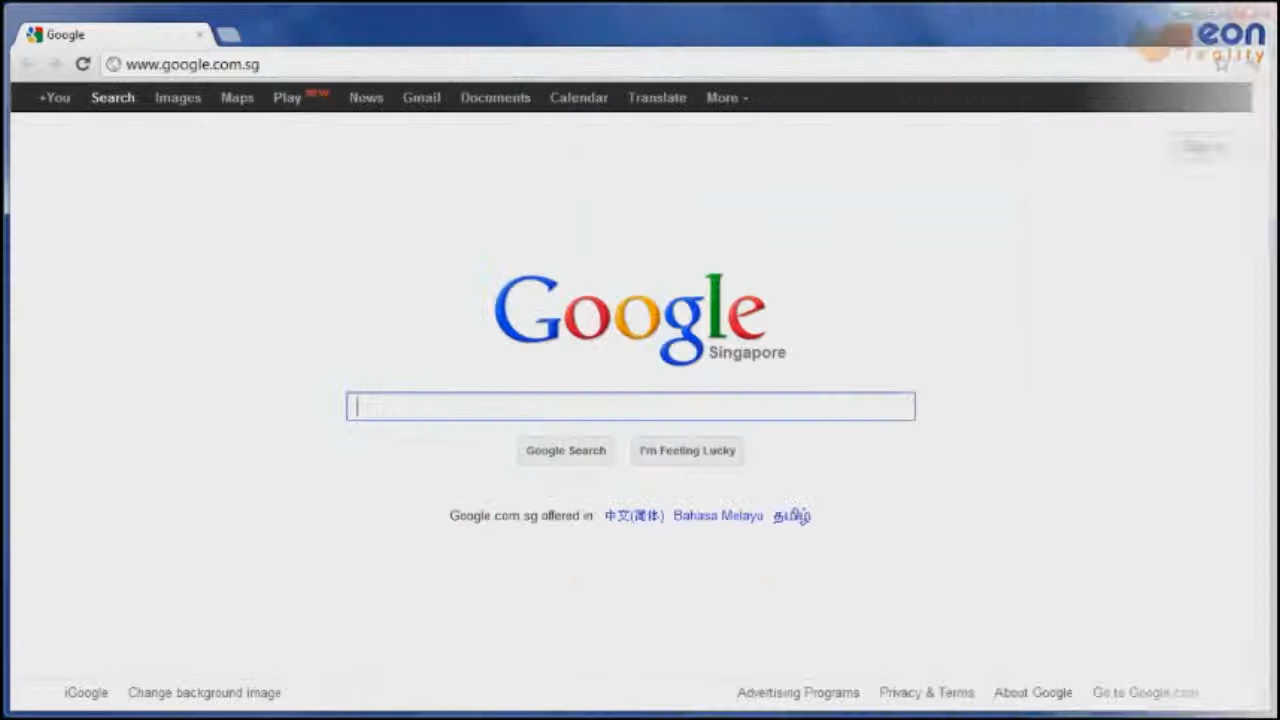 Google
eon
reality
www.google.com.sg
+You Search Images Maps Play NEW News Gmail Documents Calendar Translate More
Google
Singapore
Google Search I'm Feeling Lucky
Google.com.sg offered in: 中文(简体) Bahasa Melayu தமிழ்
iGoogle Change background image Advertising Programs Privacy & Terms About Google Go to Google.com